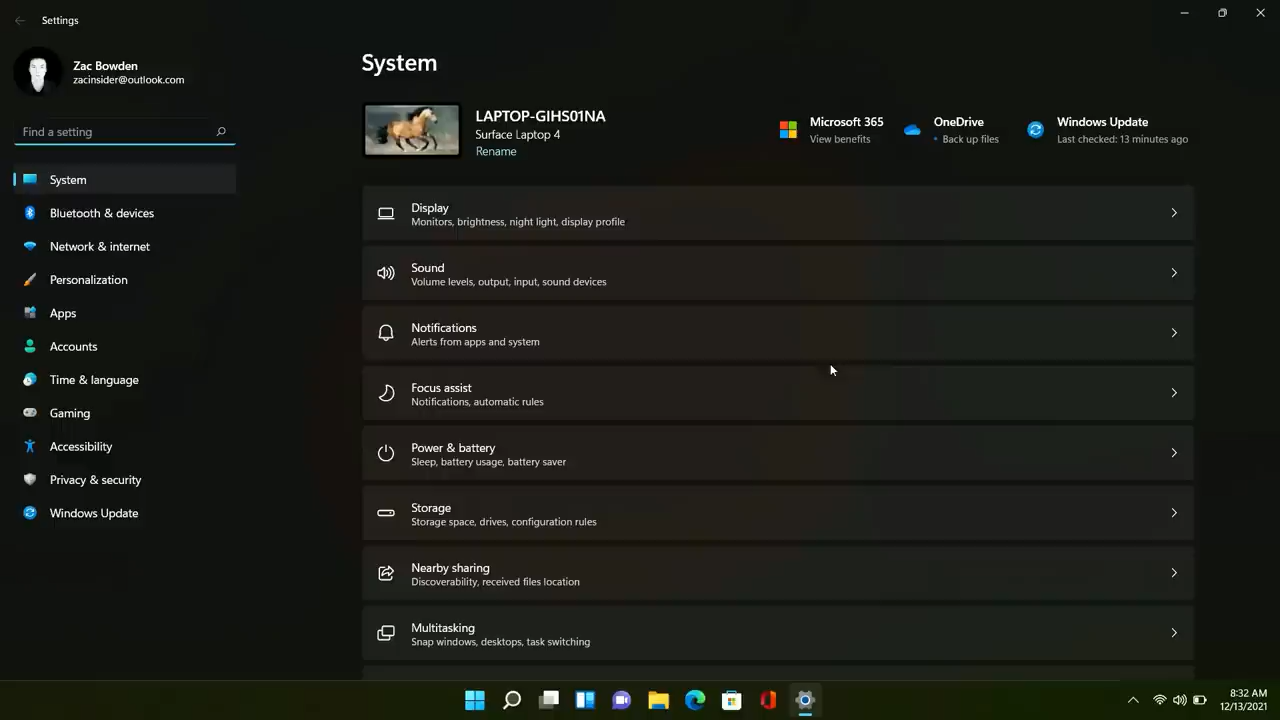 Settings
Zac Bowden
zacinsider@outlook.com
Find a setting
System
Bluetooth & devices
Network & internet
Personalization
Apps
Accounts
Time & language
Gaming
Accessibility
Privacy & security
Windows Update
System
LAPTOP-GIHS01NA
Surface Laptop 4
Rename
Microsoft 365
View benefits
OneDrive
• Back up files
Windows Update
Last checked: 13 minutes ago
Display
Monitors, brightness, night light, display profile
Sound
Volume levels, output, input, sound devices
Notifications
Alerts from apps and system
Focus assist
Notifications, automatic rules
Power & battery
Sleep, battery usage, battery saver
Storage
Storage space, drives, configuration rules
Nearby sharing
Discoverability, received files location
Multitasking
Snap windows, desktops, task switching
8:32 AM
12/13/2021